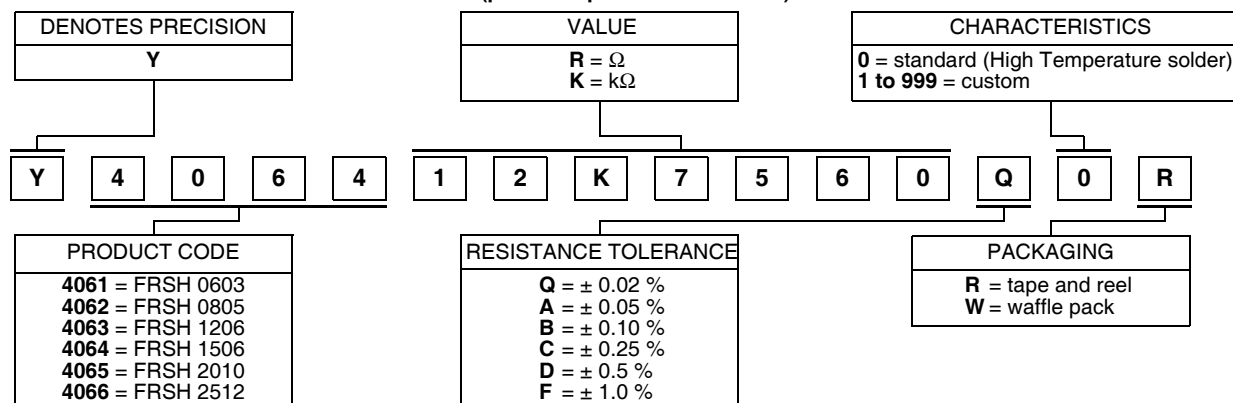 DENOTES PRECISION
Y
VALUE
R = Ω
K = kΩ
CHARACTERISTICS
0 = standard (High Temperature solder)
1 to 999 = custom
Y 4 0 6 4 1 2 K 7 5 6 0 Q 0 R
PRODUCT CODE
4061 = FRSH 0603
4062 = FRSH 0805
4063 = FRSH 1206
4064 = FRSH 1506
4065 = FRSH 2010
4066 = FRSH 2512
RESISTANCE TOLERANCE
Q = ± 0.02 %
A = ± 0.05 %
B = ± 0.10 %
C = ± 0.25 %
D = ± 0.5 %
F = ± 1.0 %
PACKAGING
R = tape and reel
W = waffle pack